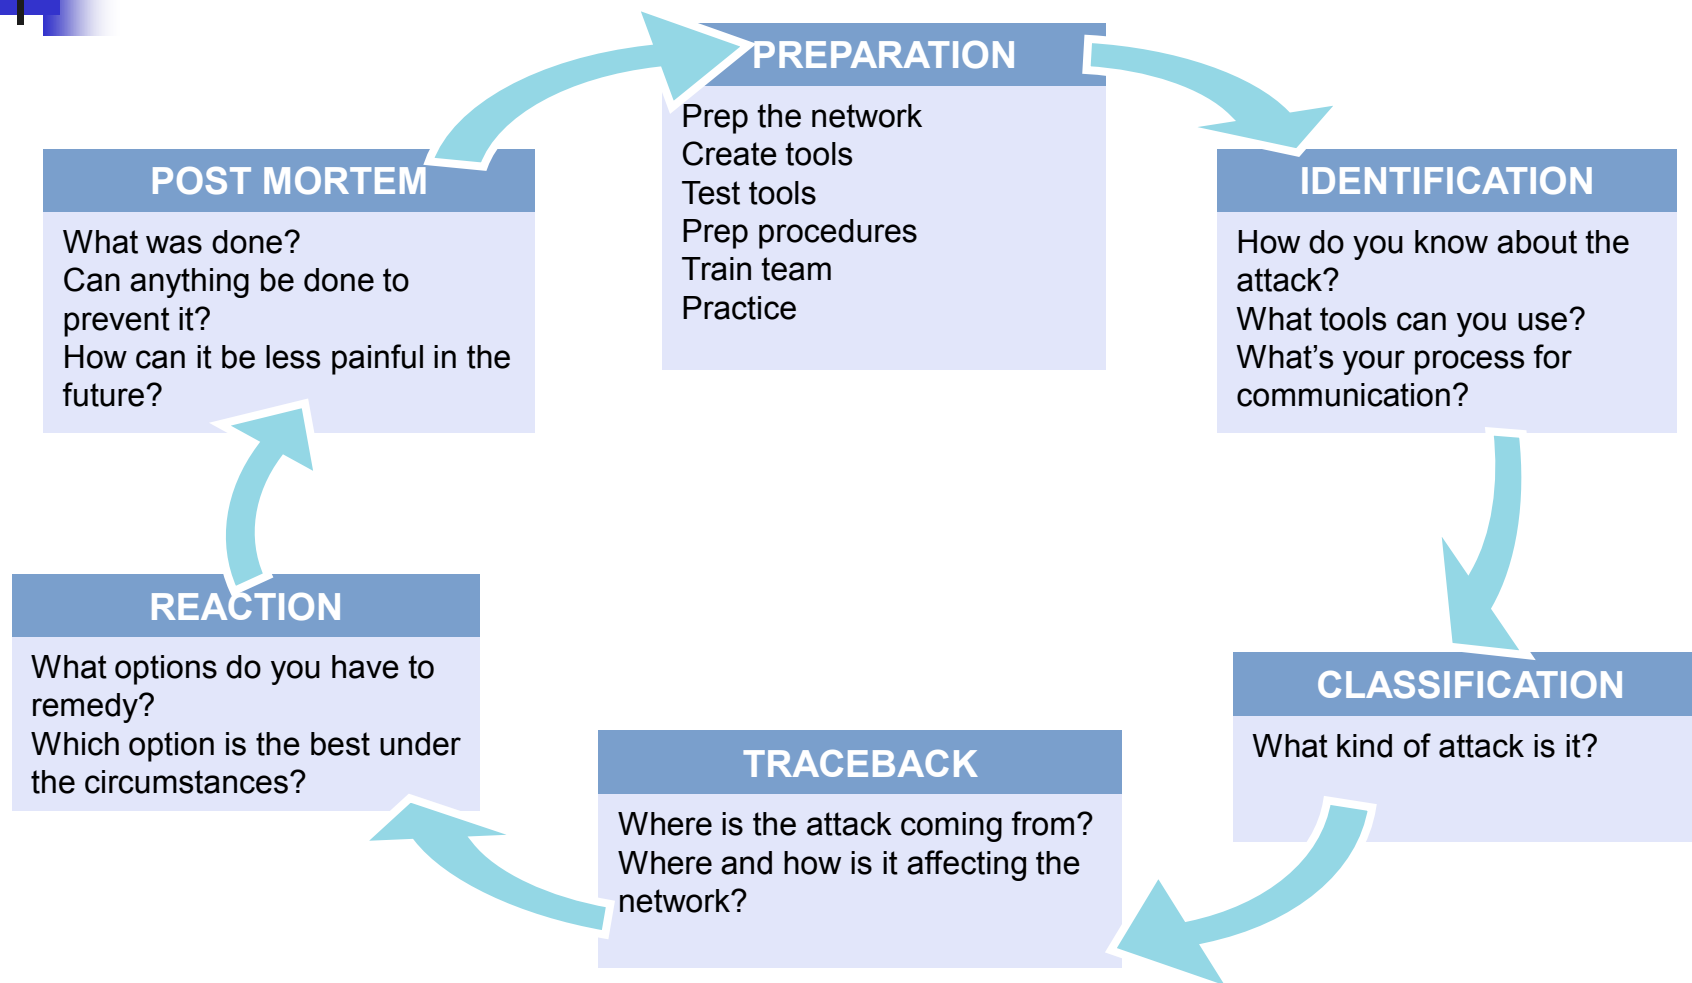 PREPARATION
Prep the network
Create tools
Test tools
Prep procedures
Train team
Practice
IDENTIFICATION
How do you know about the
attack?
What tools can you use?
What’s your process for
communication?
CLASSIFICATION
What kind of attack is it?
TRACEBACK
Where is the attack coming from?
Where and how is it affecting the
network?
REACTION
What options do you have to
remedy?
Which option is the best under
the circumstances?
POST MORTEM
What was done?
Can anything be done to
prevent it?
How can it be less painful in the
future?